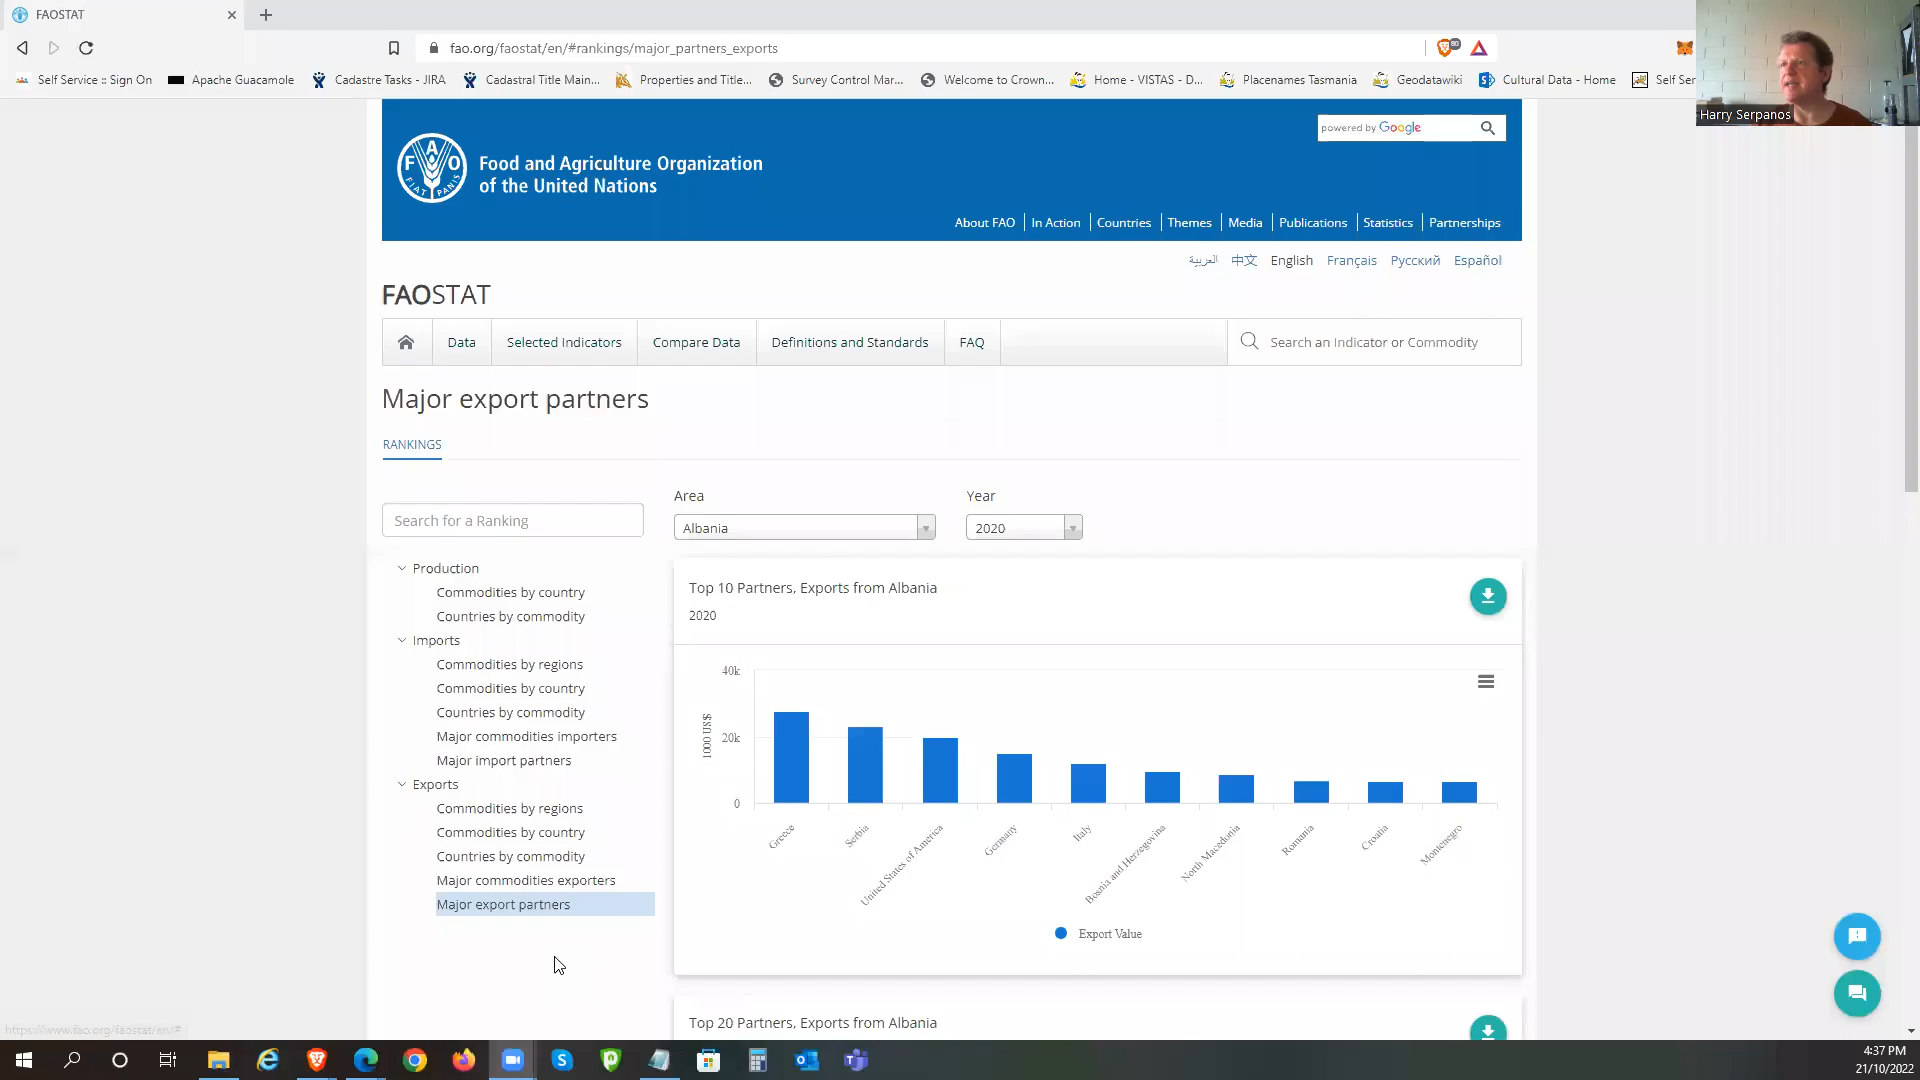 FAOSTAT
fao.org/faostat/en/#rankings/major_partners_exports
Self Service :: Sign On
Apache Guacamole
Cadastre Tasks - JIRA
Cadastral Title Main...
Properties and Title...
Survey Control Mar...
Welcome to Crown...
Home - VISTAS - D...
Placenames Tasmania
Geodatawiki
Cultural Data - Home
Self Ser
Harry Serpanos
powered by Google
F A O
FIAT PANIS
Food and Agriculture Organization
of the United Nations
About FAO
In Action
Countries
Themes
Media
Publications
Statistics
Partnerships
العربية
中文
English
Français
Русский
Español
FAOSTAT
Data
Selected Indicators
Compare Data
Definitions and Standards
FAQ
Search an Indicator or Commodity
Major export partners
RANKINGS
Search for a Ranking
Area
Year
Albania
2020
Production
Commodities by country
Countries by commodity
Imports
Commodities by regions
Commodities by country
Countries by commodity
Major commodities importers
Major import partners
Exports
Commodities by regions
Commodities by country
Countries by commodity
Major commodities exporters
Major export partners
Top 10 Partners, Exports from Albania
2020
40k
20k
0
1000 US$
Greece
Serbia
United States of America
Germany
Italy
Bosnia and Herzegovina
North Macedonia
Romania
Croatia
Montenegro
Export Value
Top 20 Partners, Exports from Albania
https://www.fao.org/faostat/en/#
4:37 PM
21/10/2022